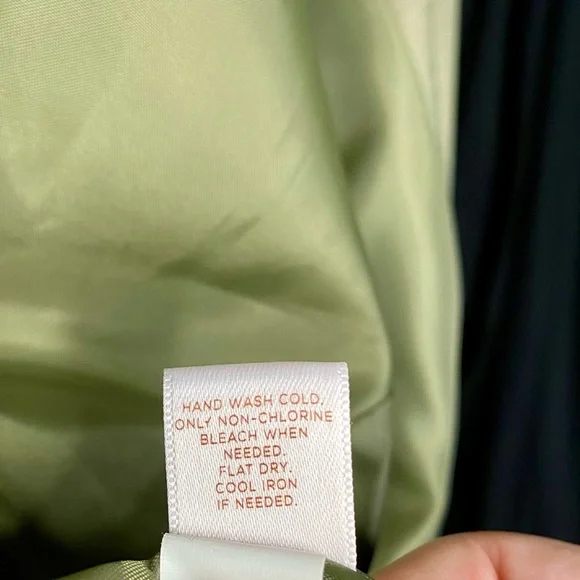 HAND WASH COLD.
ONLY NON-CHLORINE
BLEACH WHEN
NEEDED.
FLAT DRY.
COOL IRON
IF NEEDED.